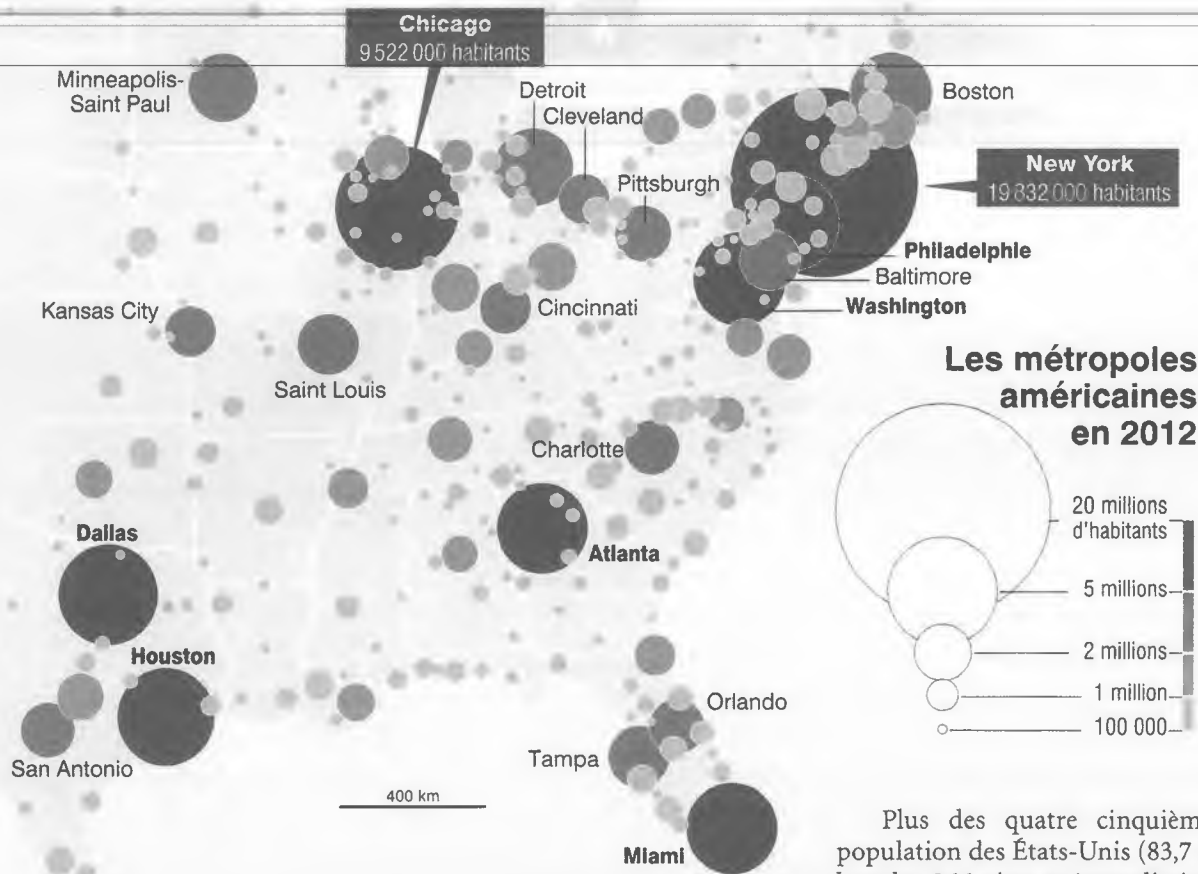 Chicago
9 522 000 habitants
Minneapolis-
Saint Paul
Detroit
Cleveland
Boston
Pittsburgh
New York
19 832 000 habitants
Philadelphie
Baltimore
Washington
Kansas City
Cincinnati
Saint Louis
Les métropoles
américaines
en 2012
Charlotte
20 millions
d'habitants
Dallas
Atlanta
5 millions
Houston
2 millions
1 million
Orlando
100 000
Tampa
San Antonio
400 km
Miami
Plus des quatre cinquièm
population des États-Unis (83,7